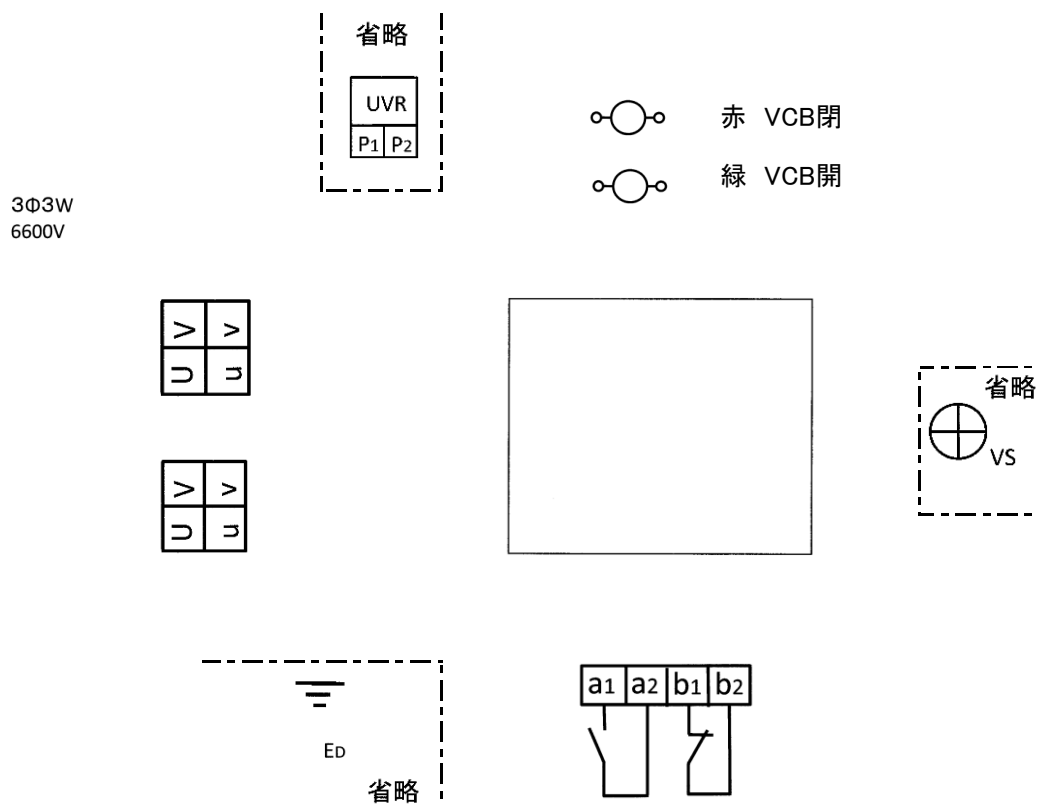 省略
UVR
P1 P2
赤 VCB閉
緑 VCB開
3Φ3W
6600V
V v
U u
省略
VS
V v
U u
a1 a2 b1 b2
ED
省略